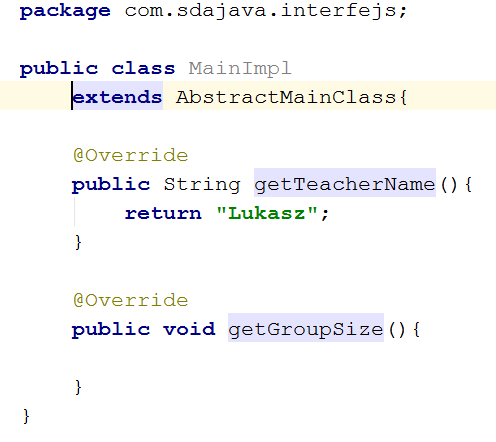 package com.sdajava.interfejs;
public class MainImpl
extends AbstractMainClass{
@Override
public String getTeacherName(){
return "Lukasz";
}
@Override
public void getGroupSize(){
}
}